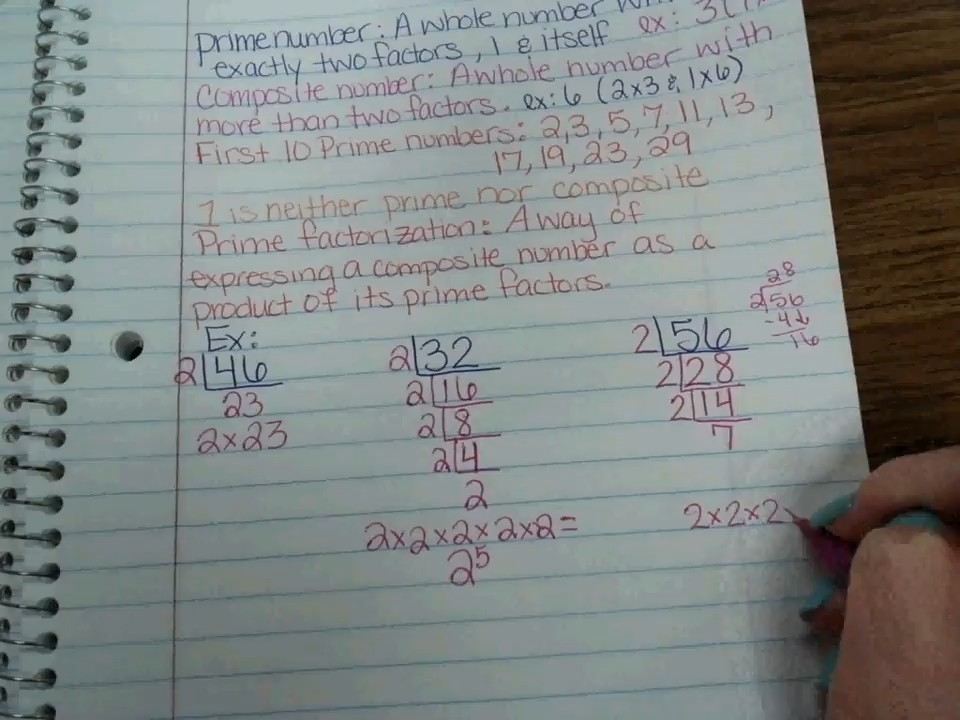 Prime number: A whole number
exactly two factors, 1 & itself ex: 3(1
Composite number: A whole number with
more than two factors. ex: 6 (2x3 & 1x6)
First 10 Prime numbers: 2, 3, 5, 7, 11, 13,
17, 19, 23, 29
1 is neither prime nor composite
Prime factorization: A way of
expressing a composite number as a
product of its prime factors.
Ex:
2 46
23
2x23
2 32
2 16
2 8
2 4
2
2x2x2x2x2=
2⁵
2 56
2 28
2 14
7
2x2x2x
28
2 56
-4↓
16